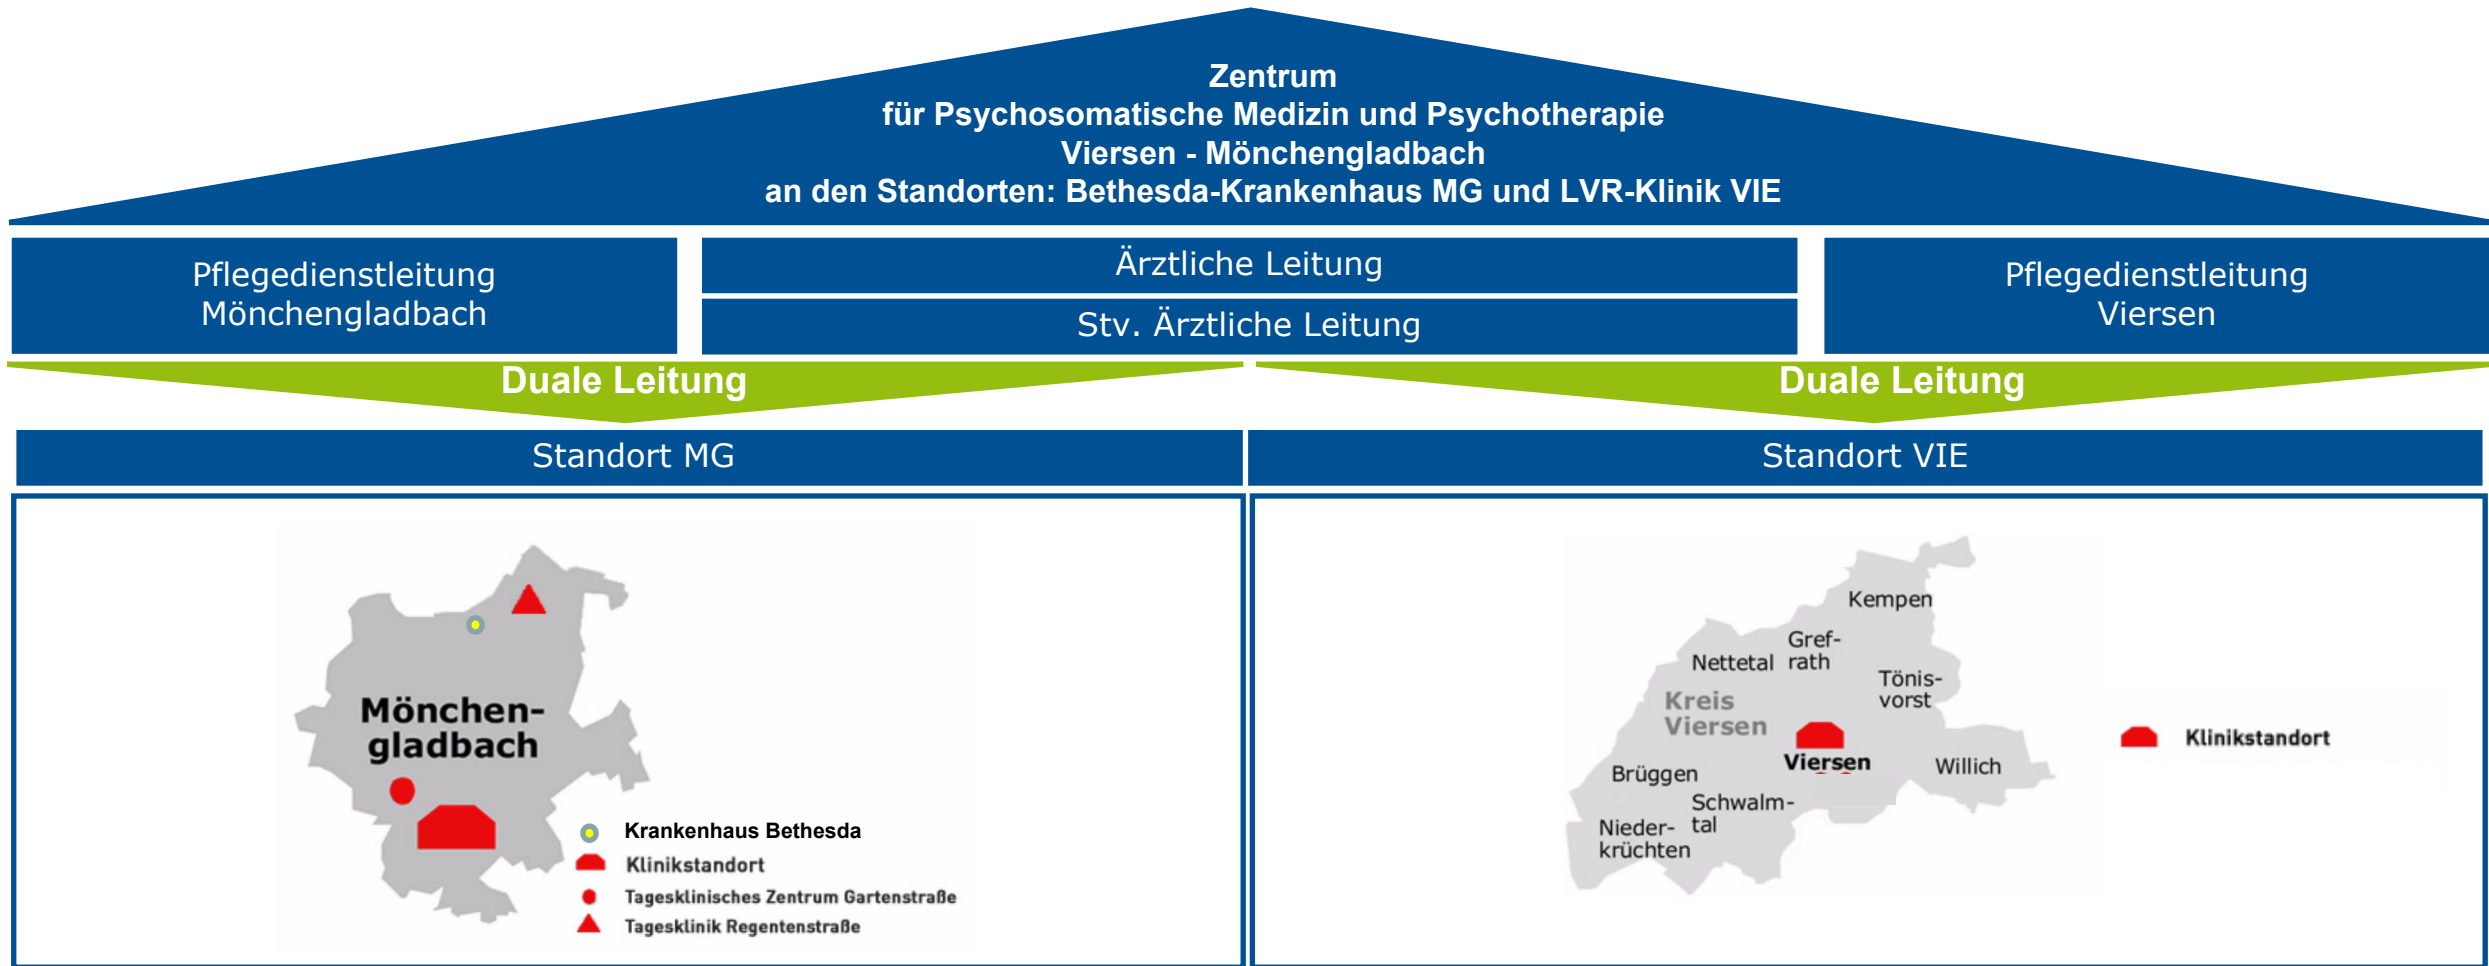 Zentrum
für Psychosomatische Medizin und Psychotherapie
Viersen - Mönchengladbach
an den Standorten: Bethesda-Krankenhaus MG und LVR-Klinik VIE
Pflegedienstleitung
Mönchengladbach
Ärztliche Leitung
Stv. Ärztliche Leitung
Pflegedienstleitung
Viersen
Duale Leitung
Duale Leitung
Standort MG
Standort VIE
Mönchen-
gladbach
Krankenhaus Bethesda
Klinikstandort
Tagesklinisches Zentrum Gartenstraße
Tagesklinik Regentenstraße
Kempen
Gref-
rath
Nettetal
Tönis-
vorst
Kreis
Viersen
Viersen
Willich
Brüggen
Schwalm-
tal
Nieder-
krüchten
Klinikstandort